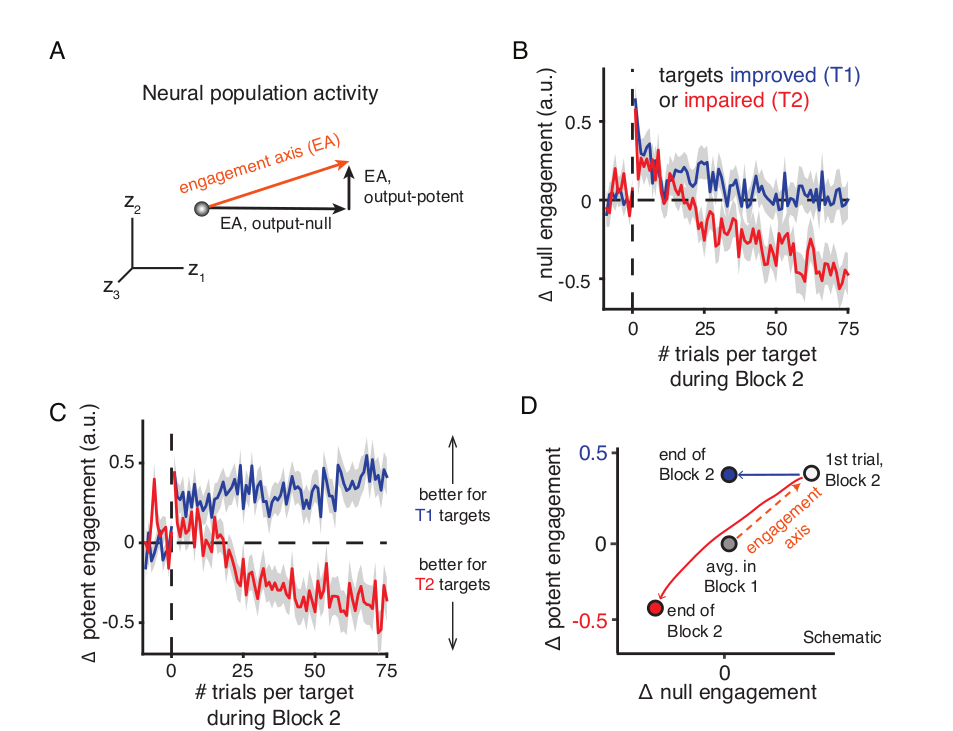 A
Neural population activity
engagement axis (EA)
EA,
output-potent
EA, output-null
z2
z1
z3
B
targets improved (T1)
or impaired (T2)
Δ null engagement (a.u.)
0.5
0
-0.5
0 25 50 75
# trials per target
during Block 2
C
Δ potent engagement (a.u.)
0.5
0
-0.5
better for
T1 targets
better for
T2 targets
0 25 50 75
# trials per target
during Block 2
D
Δ potent engagement
0.5
0
-0.5
end of
Block 2
1st trial,
Block 2
engagement
axis
avg. in
Block 1
end of
Block 2
Schematic
0
Δ null engagement